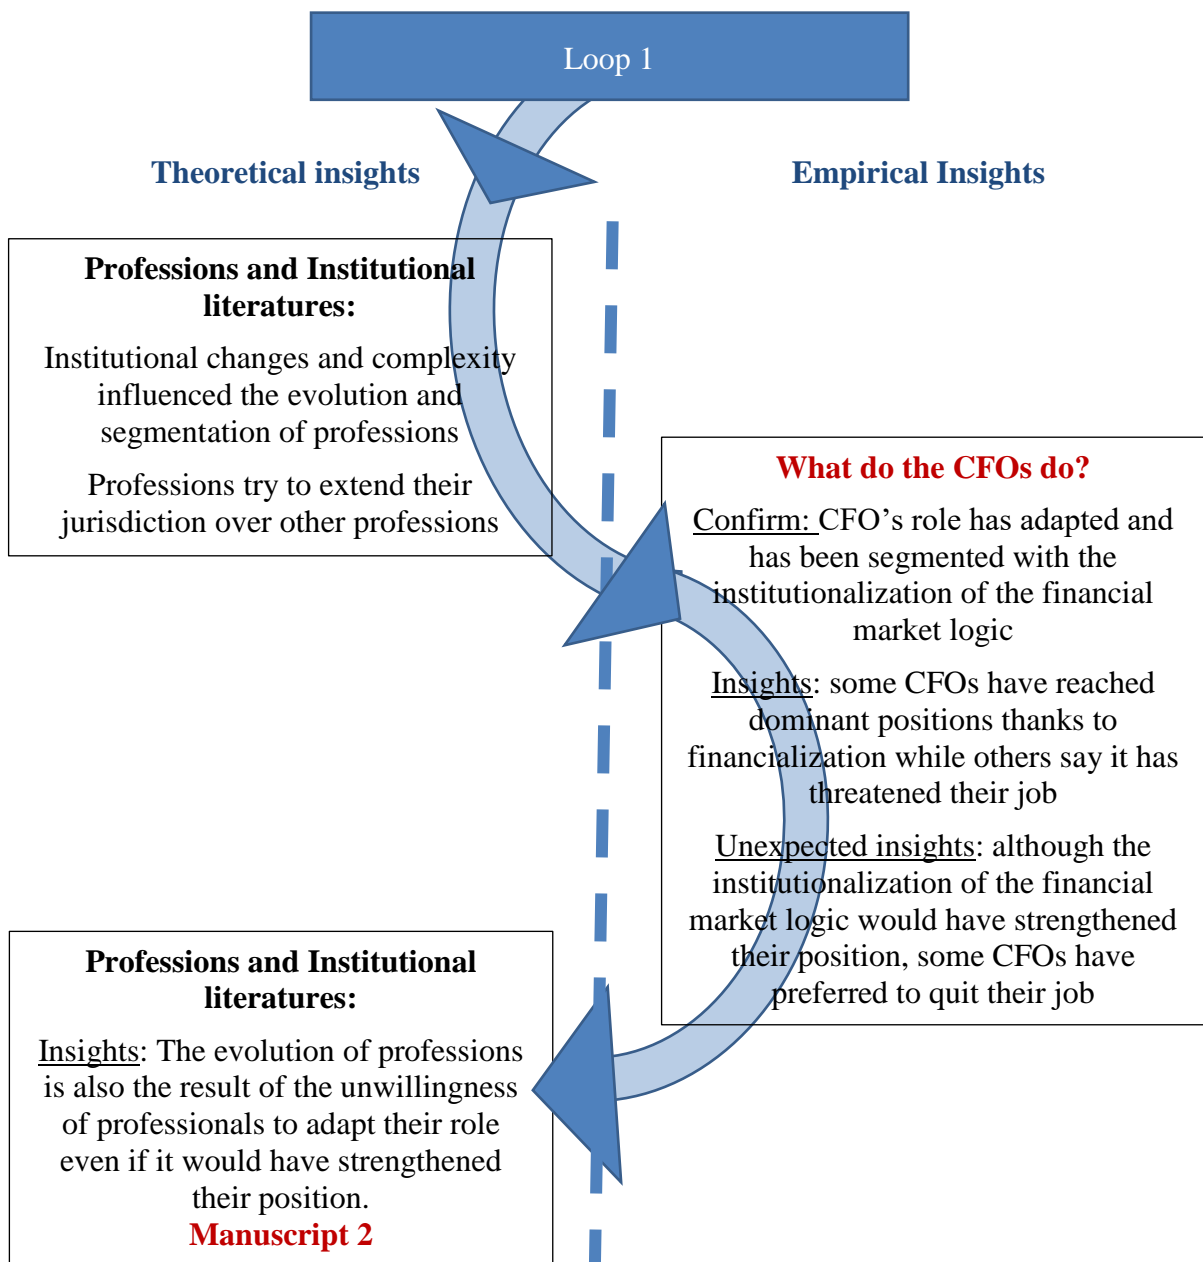 Loop 1
Theoretical insights
Empirical Insights
Professions and Institutional
literatures:
Institutional changes and complexity
influenced the evolution and
segmentation of professions
Professions try to extend their
jurisdiction over other professions
What do the CFOs do?
Confirm: CFO’s role has adapted and
has been segmented with the
institutionalization of the financial
market logic
Insights: some CFOs have reached
dominant positions thanks to
financialization while others say it has
threatened their job
Unexpected insights: although the
institutionalization of the financial
market logic would have strengthened
their position, some CFOs have
preferred to quit their job
Professions and Institutional
literatures:
Insights: The evolution of professions
is also the result of the unwillingness
of professionals to adapt their role
even if it would have strengthened
their position.
Manuscript 2